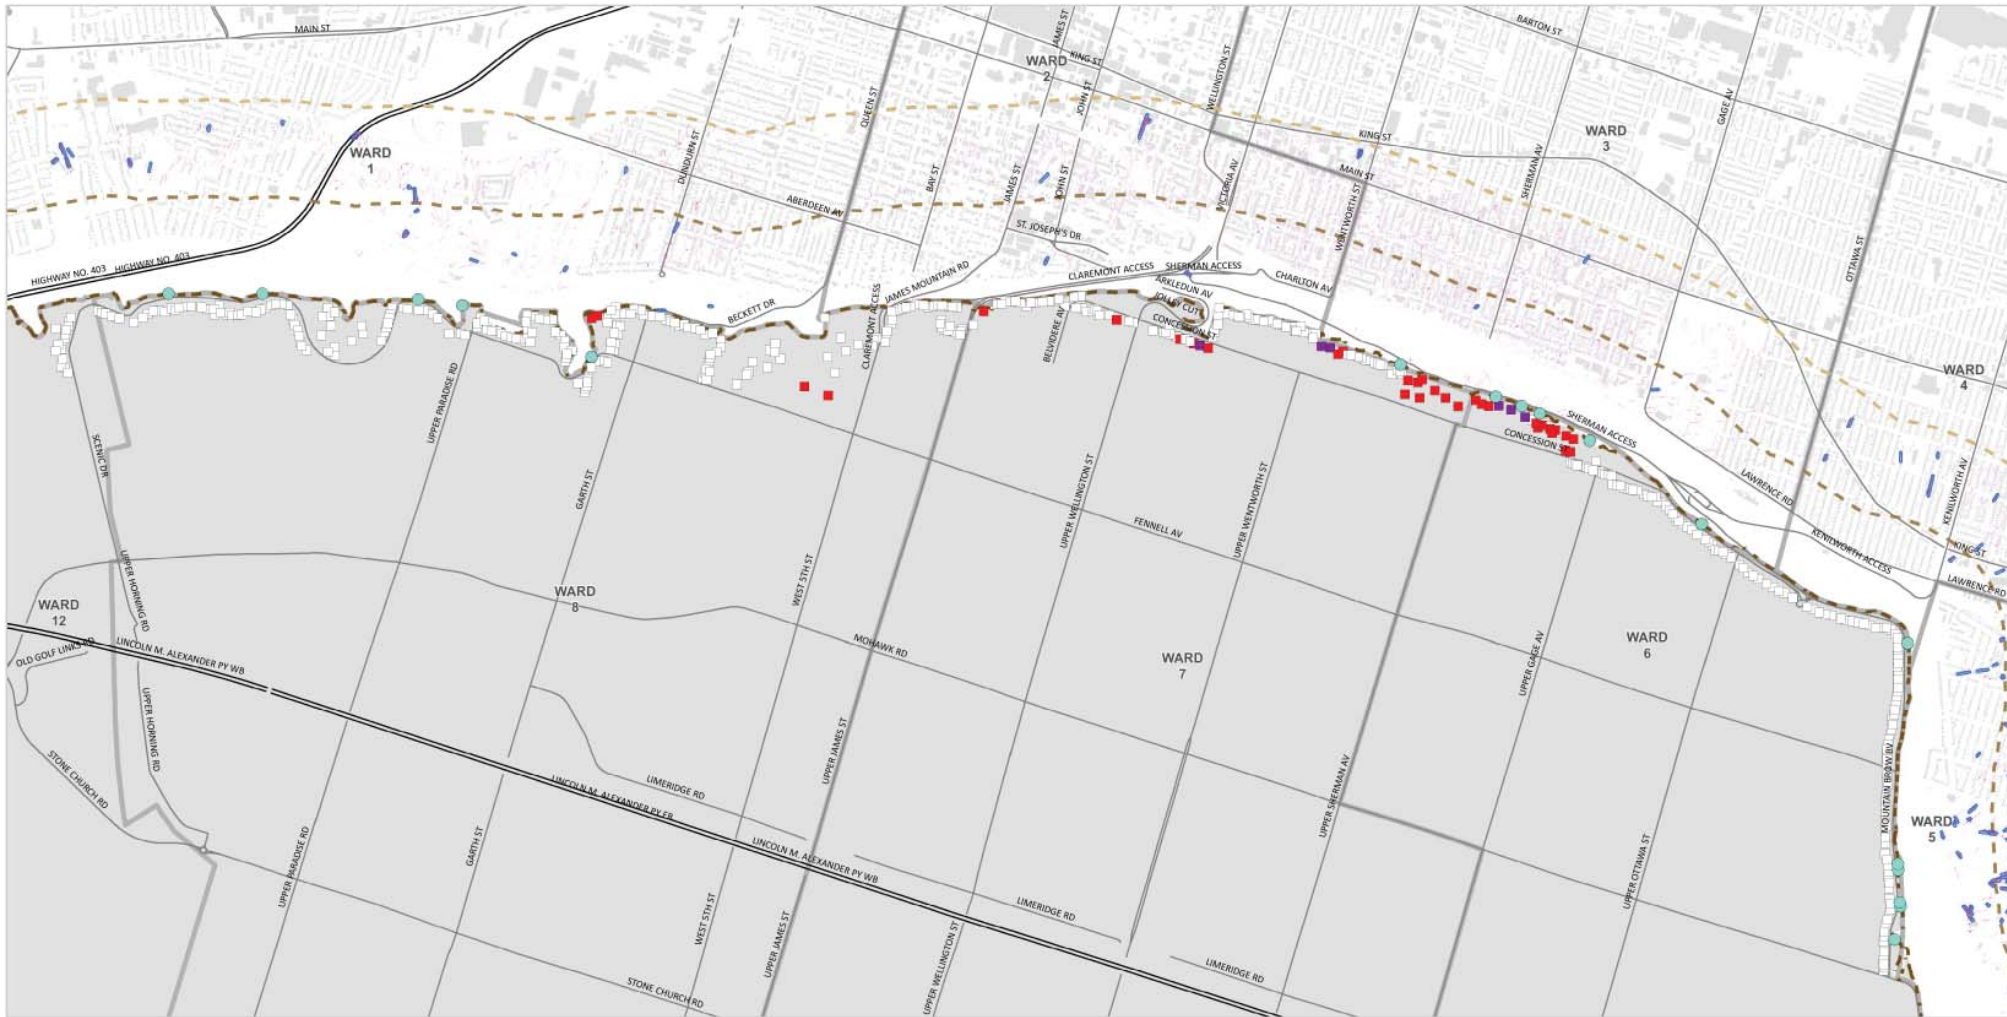 MAIN ST
BARTON ST
JAMES ST
WARD
2
KING ST
WELLINGTON ST
JOHN ST
QUEEN ST
GAGE AV
WARD
3
KING ST
WARD
1
DUNDURN ST
MAIN ST
SHERMAN AV
BAY ST
JAMES ST
JOHN ST
VICTORIA AV
ABERDEEN AV
WENTWORTH ST
ST. JOSEPH'S DR
OTTAWA ST
HIGHWAY NO. 403
HIGHWAY NO. 403
CLAREMONT ACCESS
SHERMAN ACCESS
CHARLTON AV
JAMES MOUNTAIN RD
ARKLEDUN AV
JOLLEY CUT
BECKETT DR
CLAREMONT ACCESS
BELVIDERE AV
CONCESSION ST
WARD
4
UPPER PARADISE RD
SHERMAN ACCESS
CONCESSION ST
SCENIC DR
GARTH ST
UPPER WELLINGTON ST
UPPER WENTWORTH ST
LAWRENCE RD
KENILWORTH AV
FENNELL AV
KENILWORTH ACCESS
KING ST
LAWRENCE RD
UPPER HORNING RD
WEST 5TH ST
WARD
8
WARD
12
OLD GOLF LINKS RD
LINCOLN M. ALEXANDER PY WB
MOHAWK RD
WARD
7
WARD
6
UPPER GAGE AV
UPPER HORNING RD
STONE CHURCH RD
UPPER JAMES ST
LIMERIDGE RD
LINCOLN M. ALEXANDER PY EB
UPPER SHERMAN AV
MOUNTAIN BROW BV
WARD
5
GARTH ST
UPPER PARADISE RD
LINCOLN M. ALEXANDER PY WB
UPPER OTTAWA ST
WEST 5TH ST
UPPER JAMES ST
LIMERIDGE RD
UPPER WELLINGTON ST
LIMERIDGE RD
STONE CHURCH RD